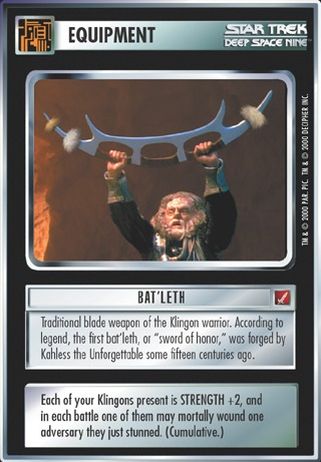 EQUIPMENT
STAR TREK
DEEP SPACE NINE™
TM & © 2000 PAR. PIC. TM & © 2000 DECIPHER INC.
BAT'LETH
Traditional blade weapon of the Klingon warrior. According to
legend, the first bat'leth, or "sword of honor," was forged by
Kahless the Unforgettable some fifteen centuries ago.
Each of your Klingons present is STRENGTH +2, and
in each battle one of them may mortally wound one
adversary they just stunned. (Cumulative.)